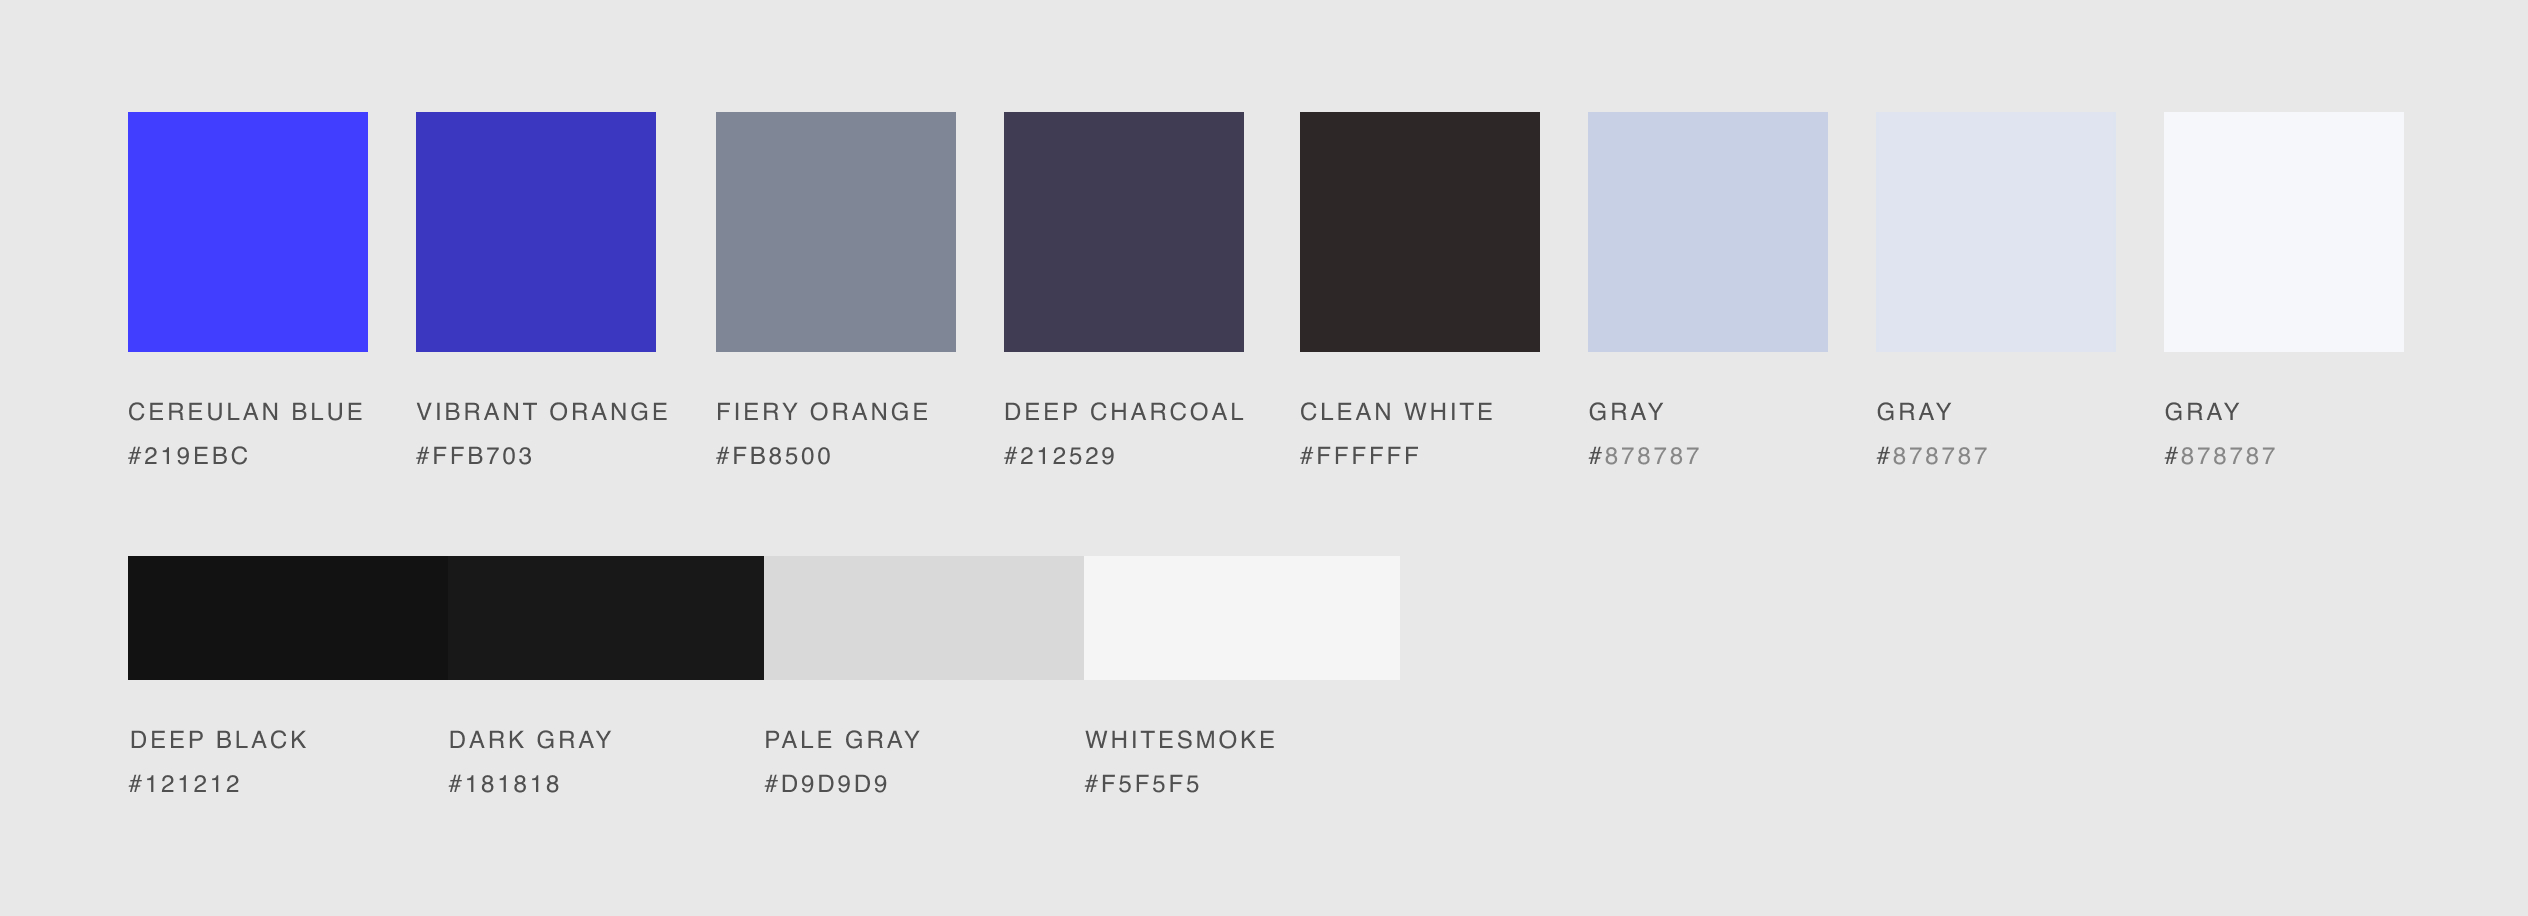 CEREULAN BLUE
#219EBC
VIBRANT ORANGE
#FFB703
FIERY ORANGE
#FB8500
DEEP CHARCOAL
#212529
CLEAN WHITE
#FFFFFF
GRAY
#878787
GRAY
#878787
GRAY
#878787
DEEP BLACK
#121212
DARK GRAY
#181818
PALE GRAY
#D9D9D9
WHITESMOKE
#F5F5F5